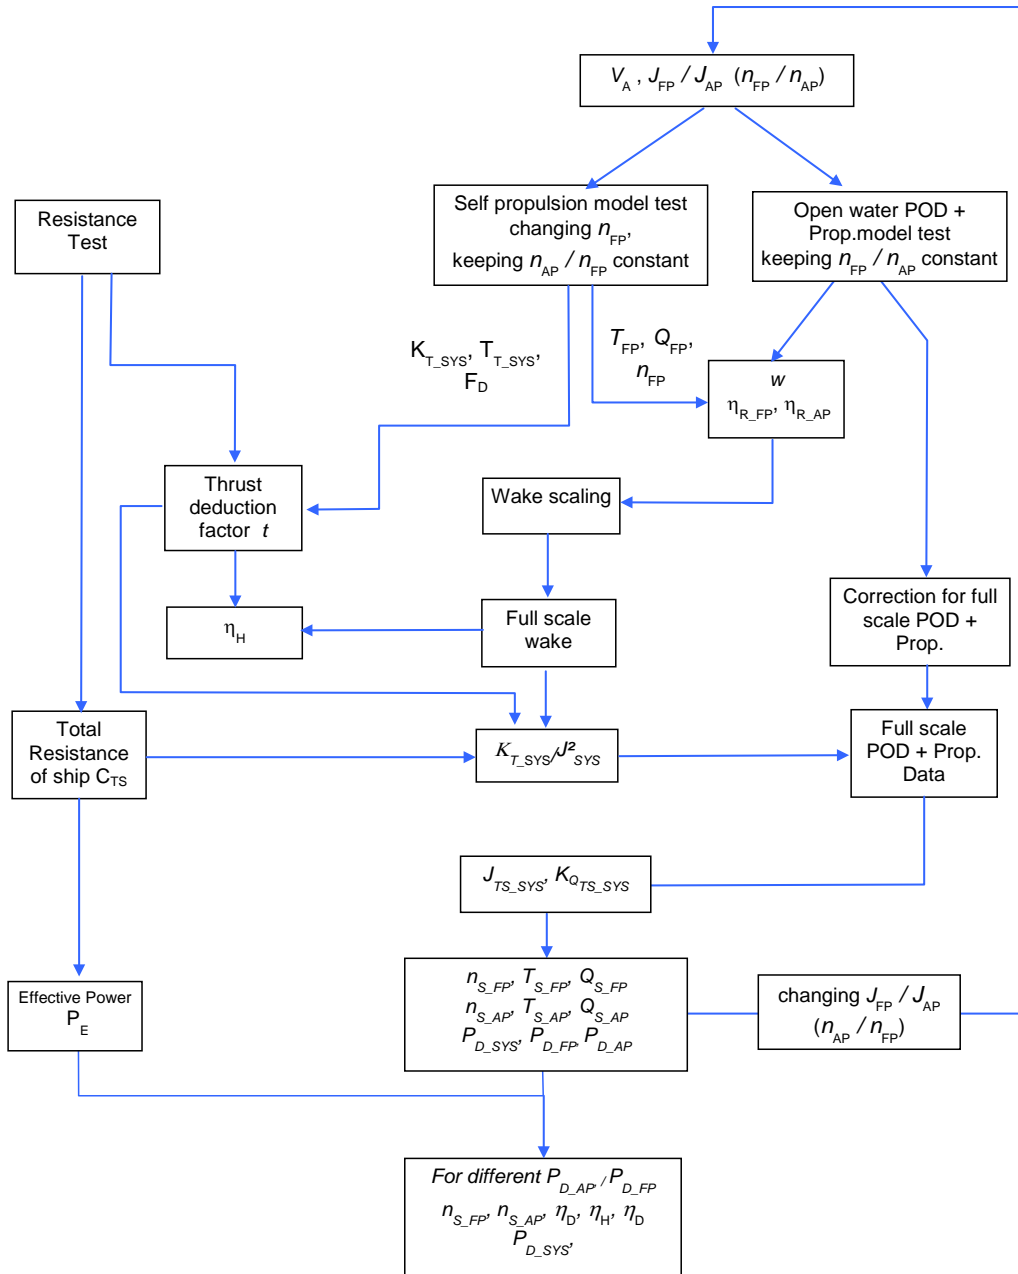 V_A , J_FP / J_AP (n_FP / n_AP)
Self propulsion model test
changing n_FP,
keeping n_AP / n_FP constant
Open water POD +
Prop.model test
keeping n_FP / n_AP constant
Resistance
Test
K_T_SYS, T_T_SYS,
F_D
T_FP, Q_FP,
n_FP
w
η_R_FP, η_R_AP
Thrust
deduction
factor t
Wake scaling
η_H
Full scale
wake
Correction for full
scale POD +
Prop.
Total
Resistance
of ship C_TS
K_T_SYS/J²_SYS
Full scale
POD + Prop.
Data
J_TS_SYS, K_Q_TS_SYS
n_S_FP, T_S_FP, Q_S_FP
n_S_AP, T_S_AP, Q_S_AP
P_D_SYS, P_D_FP, P_D_AP
changing J_FP / J_AP
(n_AP / n_FP)
Effective Power
P_E
For different P_D_AP, / P_D_FP
n_S_FP, n_S_AP, η_D, η_H, η_D
P_D_SYS,